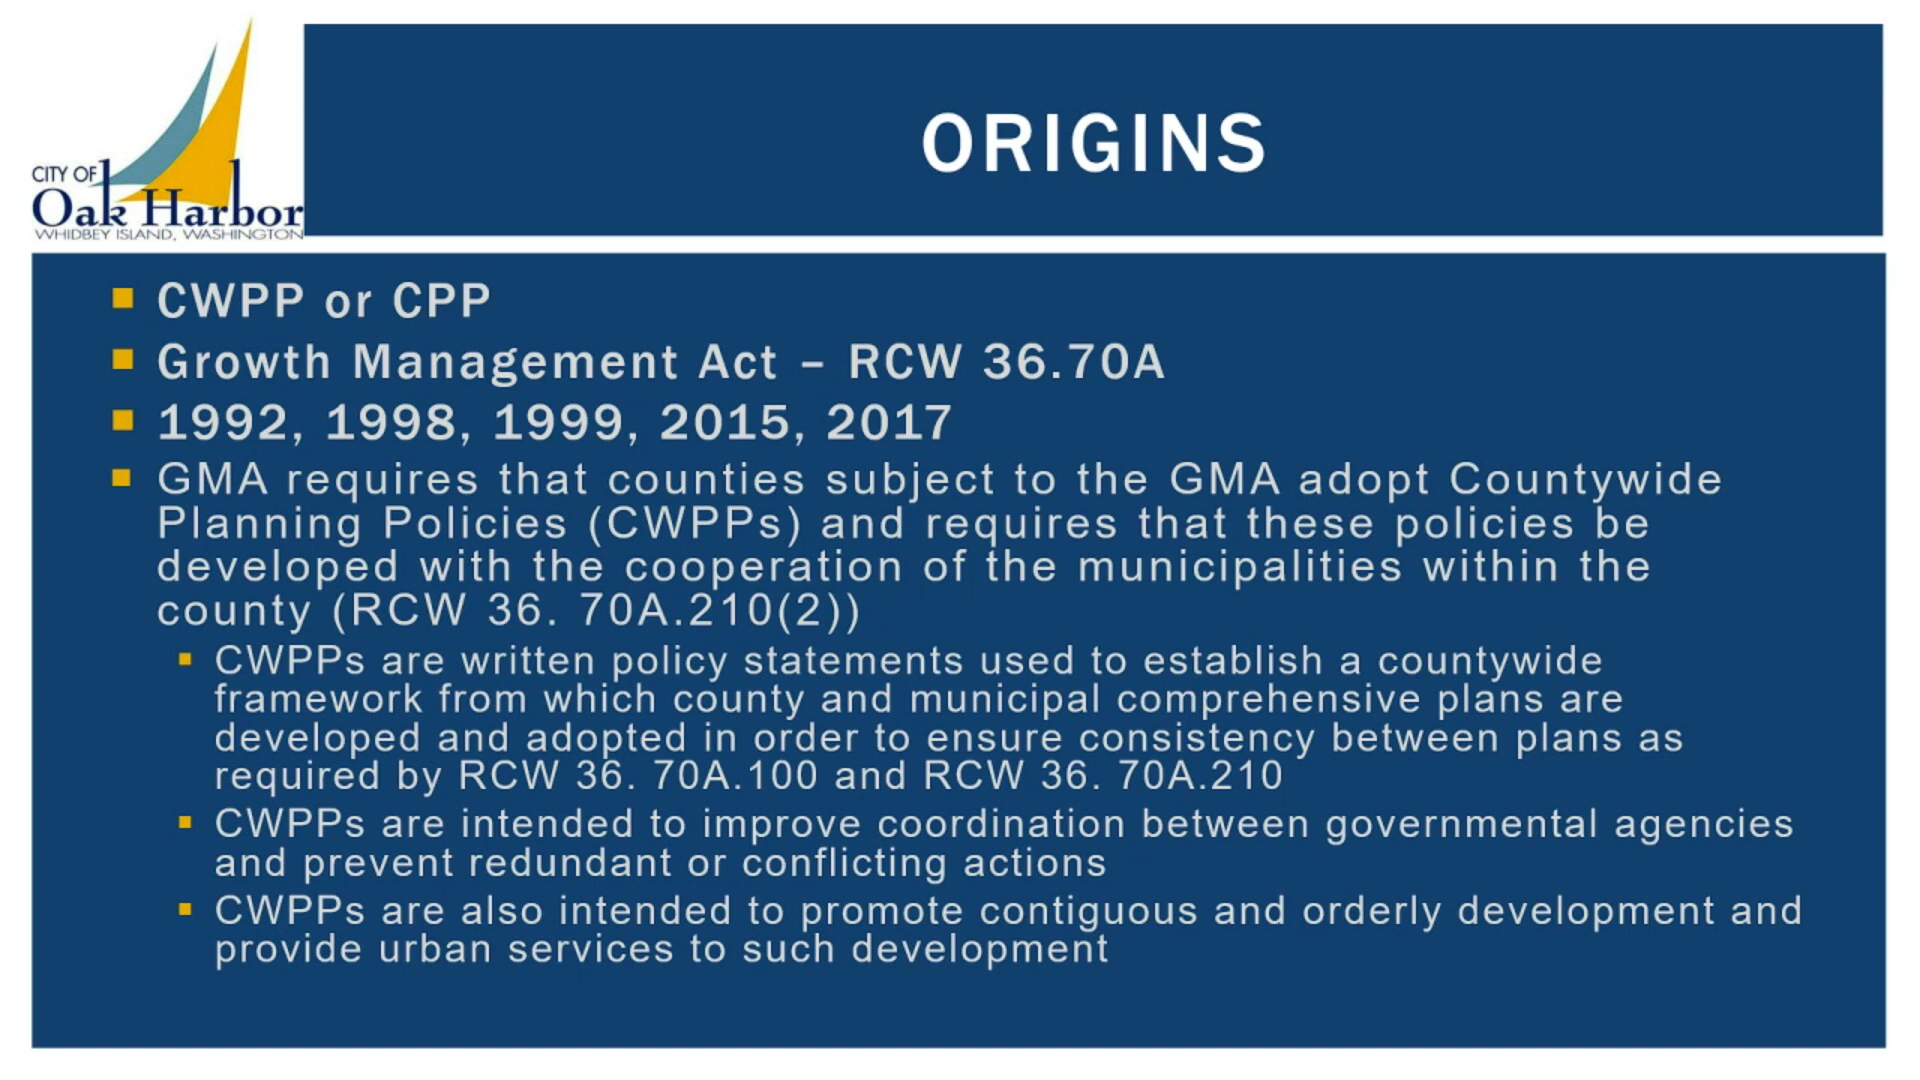 CITY OF
Oak Harbor
WHIDBEY ISLAND, WASHINGTON
ORIGINS
CWPP or CPP
Growth Management Act – RCW 36.70A
1992, 1998, 1999, 2015, 2017
GMA requires that counties subject to the GMA adopt Countywide
Planning Policies (CWPPs) and requires that these policies be
developed with the cooperation of the municipalities within the
county (RCW 36. 70A.210(2))
CWPPs are written policy statements used to establish a countywide
framework from which county and municipal comprehensive plans are
developed and adopted in order to ensure consistency between plans as
required by RCW 36. 70A.100 and RCW 36. 70A.210
CWPPs are intended to improve coordination between governmental agencies
and prevent redundant or conflicting actions
CWPPs are also intended to promote contiguous and orderly development and
provide urban services to such development